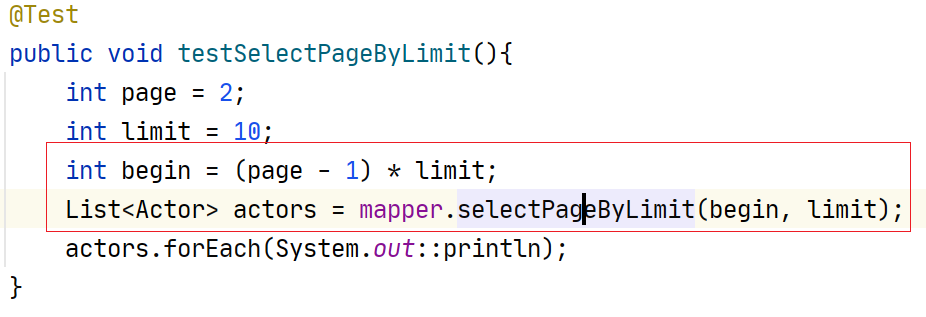 @Test
public void testSelectPageByLimit(){
    int page = 2;
    int limit = 10;
    int begin = (page - 1) * limit;
    List<Actor> actors = mapper.selectPageByLimit(begin, limit);
    actors.forEach(System.out::println);
}